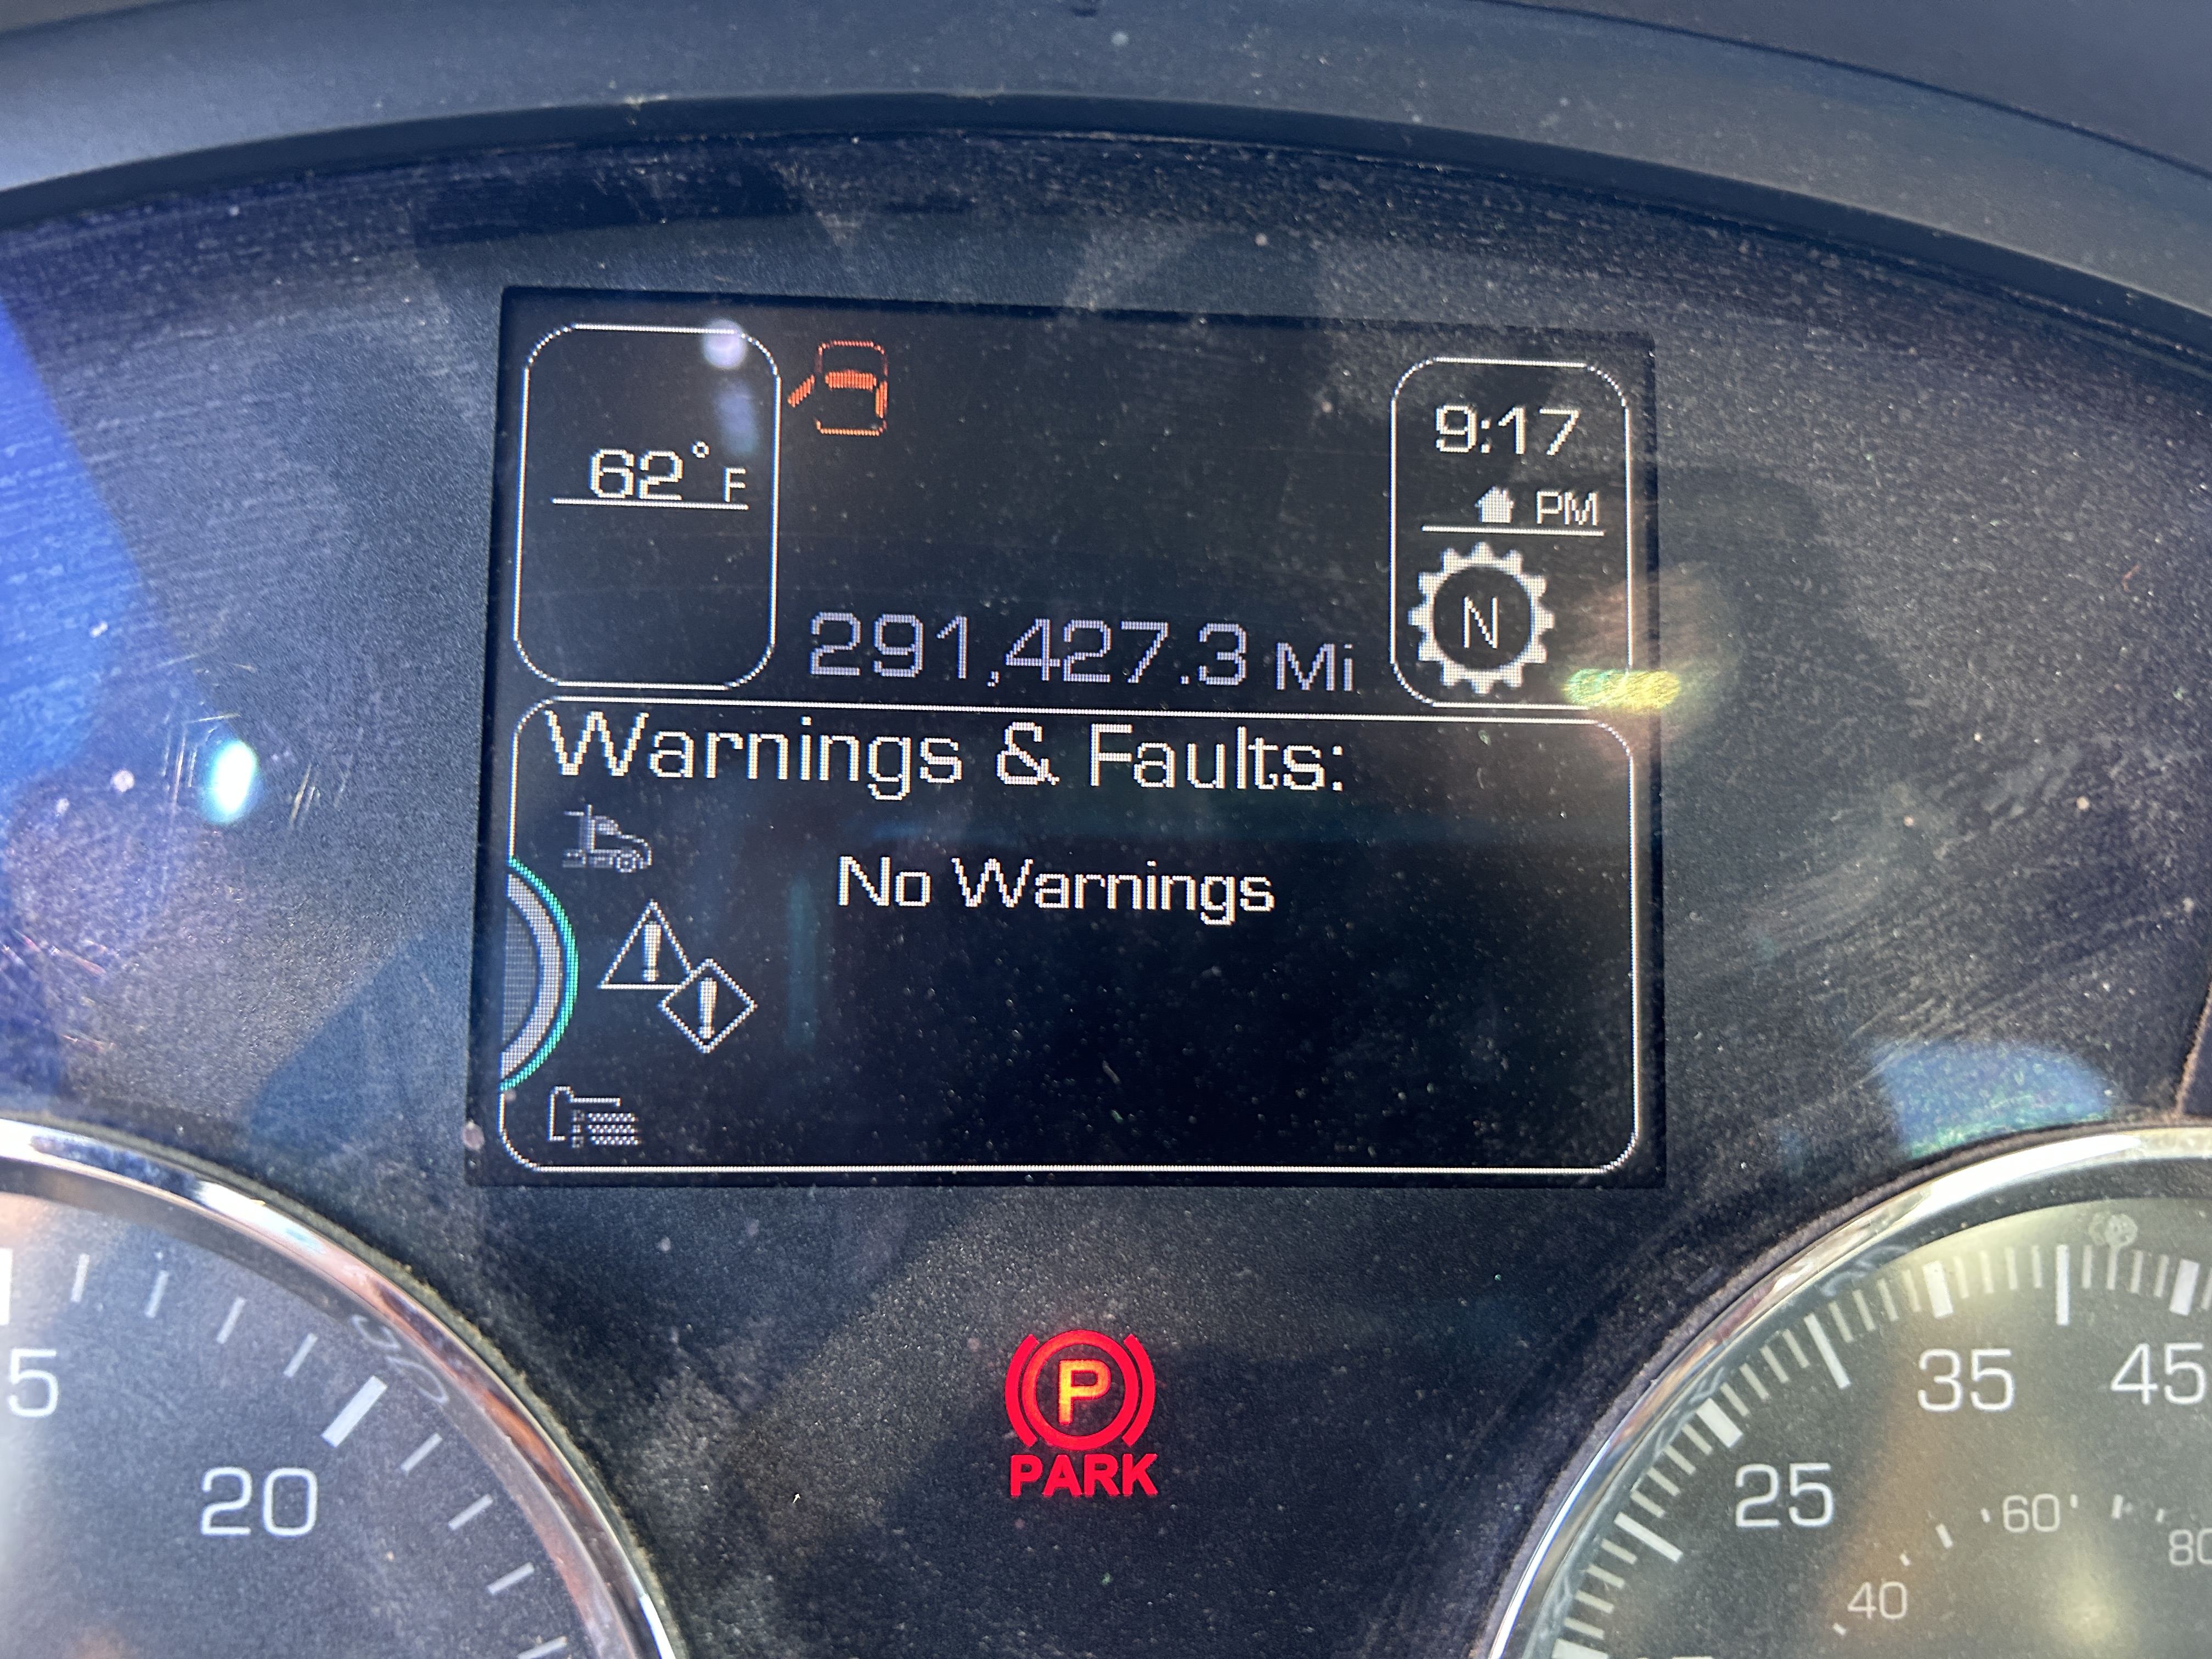 62° F
9:17
PM
N
291,427.3 Mi
Warnings & Faults:
No Warnings
P
PARK
5
20
25
35
45
40
60